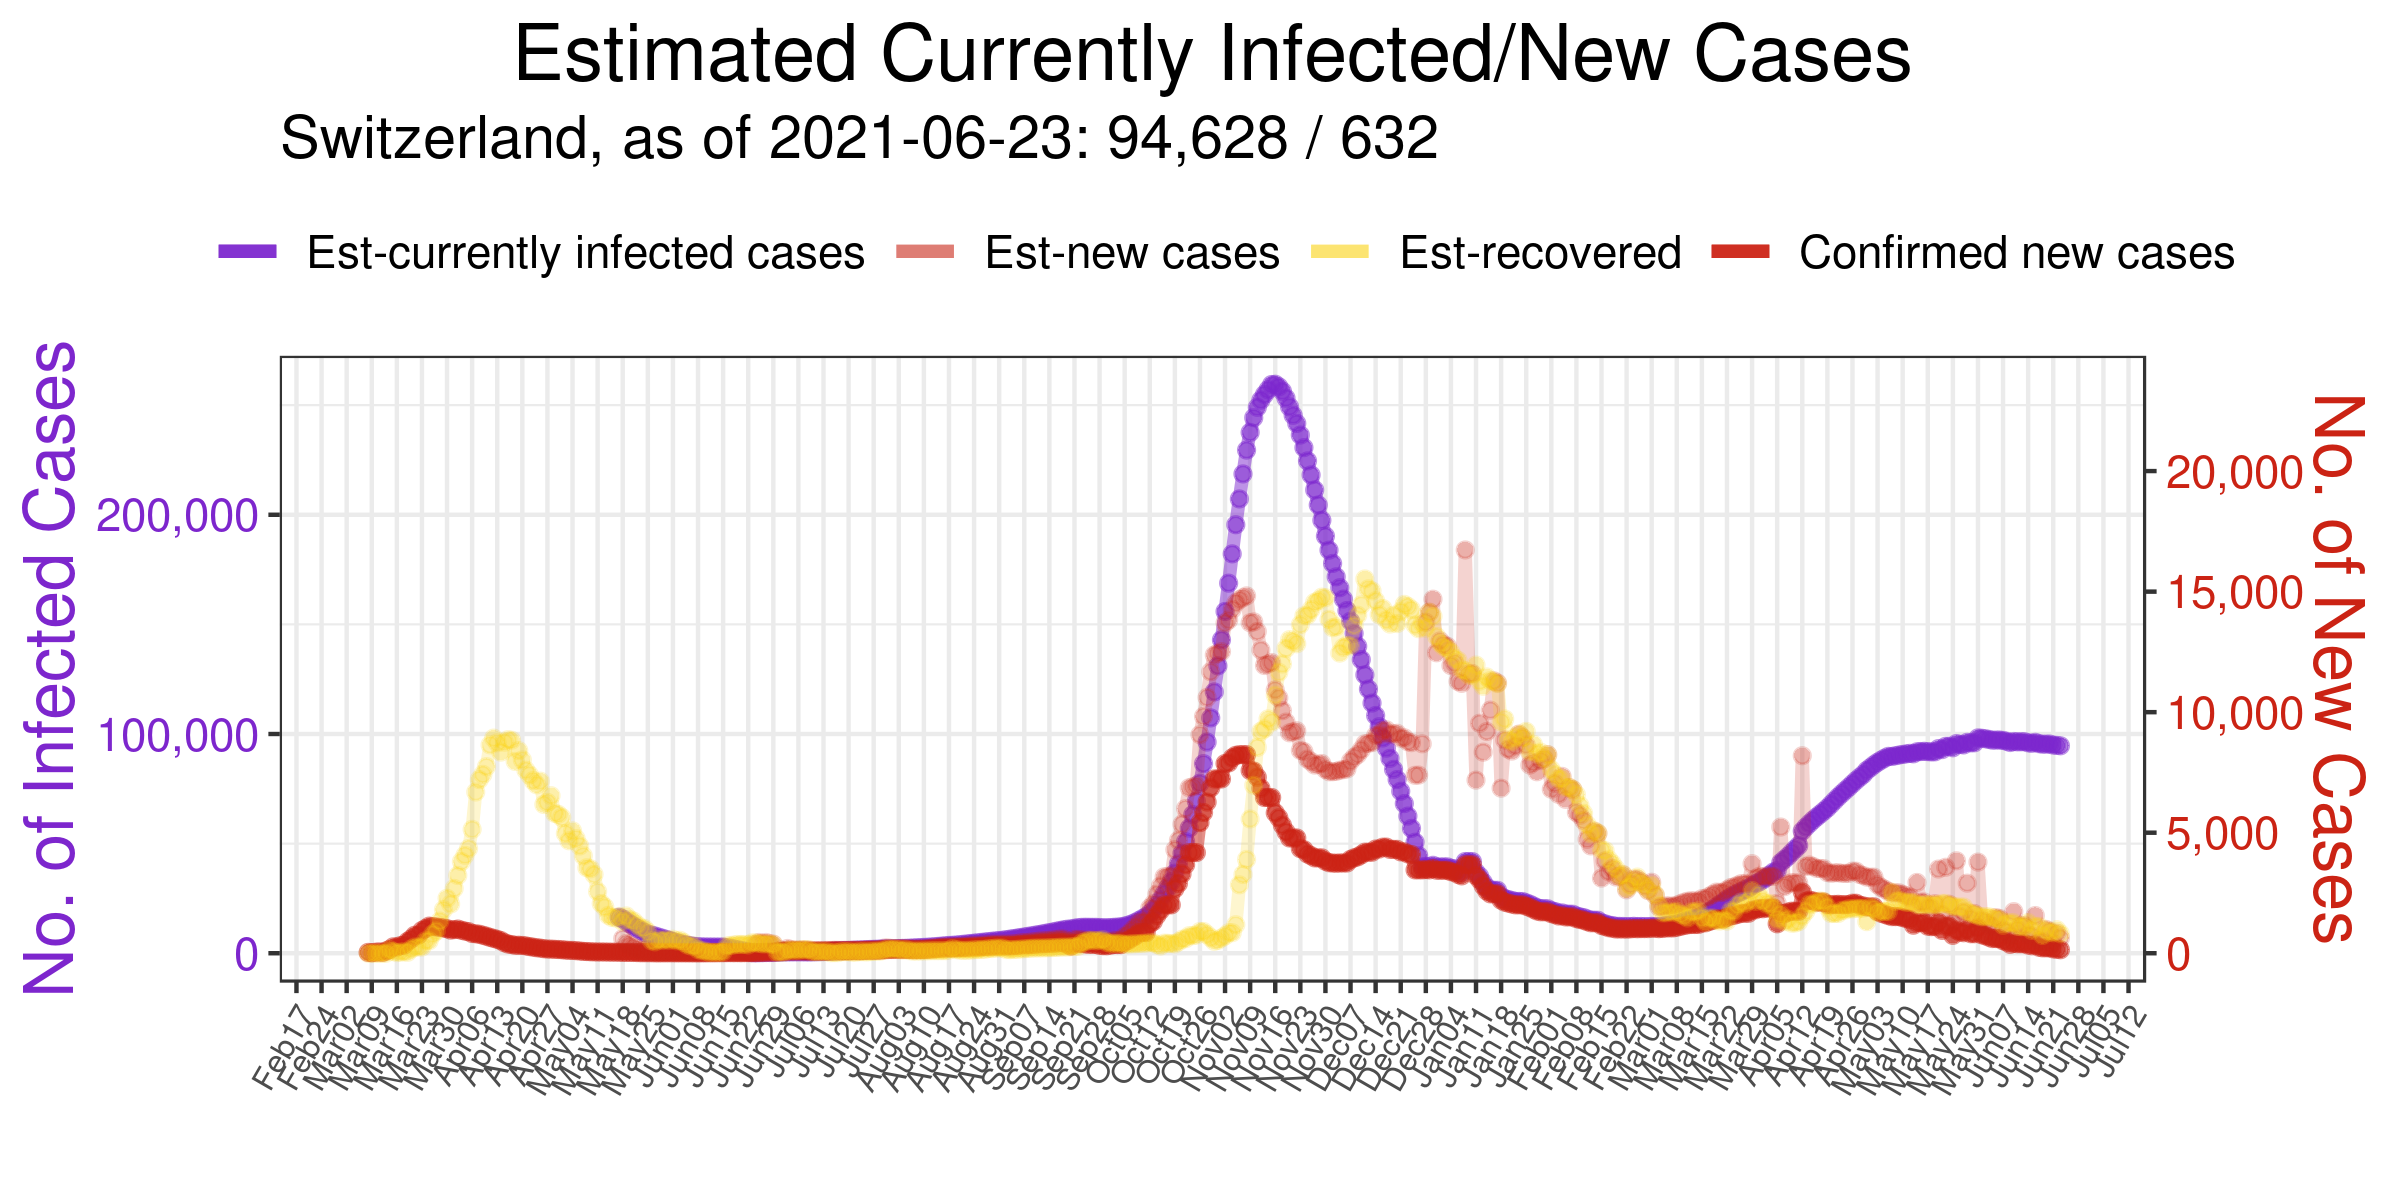 Estimated Currently Infected/New Cases
Switzerland, as of 2021-06-23: 94,628 / 632
Est-currently infected cases
Est-new cases
Est-recovered
Confirmed new cases
No. of Infected Cases
200,000
100,000
0
20,000
15,000
10,000
5,000
0
No. of New Cases
Feb17
Feb24
Mar02
Mar09
Mar16
Mar23
Mar30
Apr06
Apr13
Apr20
Apr27
May04
May11
May18
May25
Jun01
Jun08
Jun15
Jun22
Jun29
Jul06
Jul13
Jul20
Jul27
Aug03
Aug10
Aug17
Aug24
Aug31
Sep07
Sep14
Sep21
Sep28
Oct05
Oct12
Oct19
Oct26
Nov02
Nov09
Nov16
Nov23
Nov30
Dec07
Dec14
Dec21
Dec28
Jan04
Jan11
Jan18
Jan25
Feb01
Feb08
Feb15
Feb22
Mar01
Mar08
Mar15
Mar22
Mar29
Apr05
Apr12
Apr19
Apr26
May03
May10
May17
May24
May31
Jun07
Jun14
Jun21
Jun28
Jul05
Jul12